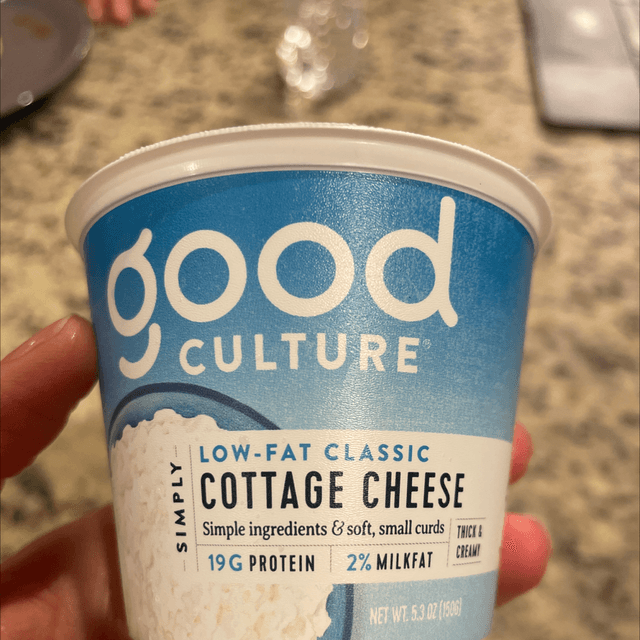 good
CULTURE®
SIMPLY
LOW-FAT CLASSIC
COTTAGE CHEESE
Simple ingredients & soft, small curds
THICK &
CREAMY
19G PROTEIN
2% MILKFAT
NET WT. 5.3 OZ (150G)